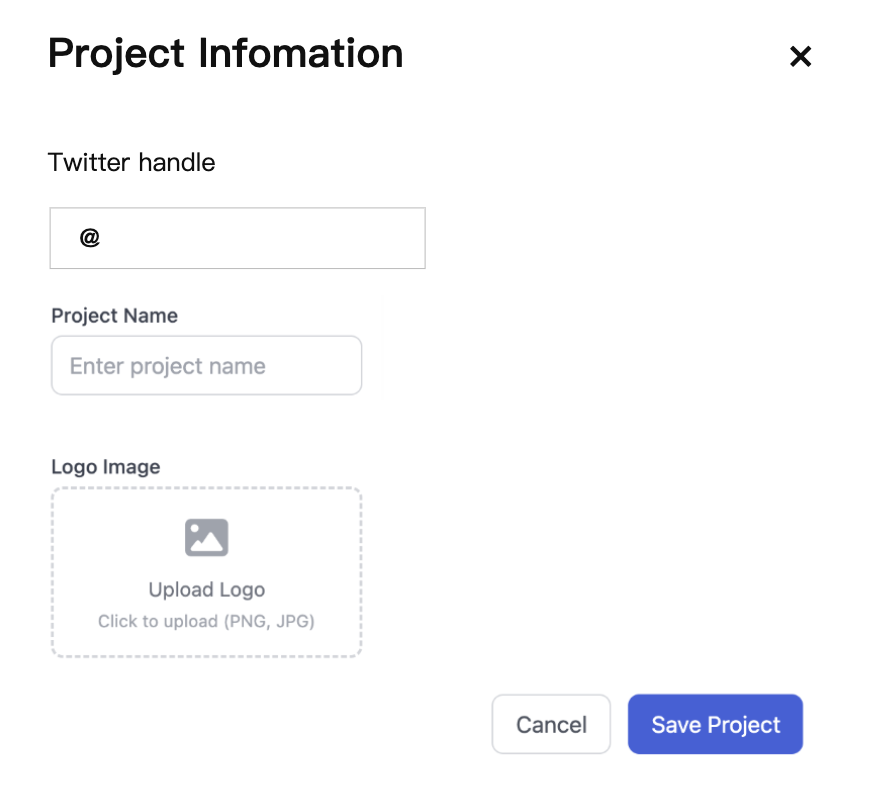 Project Infomation
Twitter handle
@
Project Name
Enter project name
Logo Image
Upload Logo
Click to upload (PNG, JPG)
Cancel
Save Project